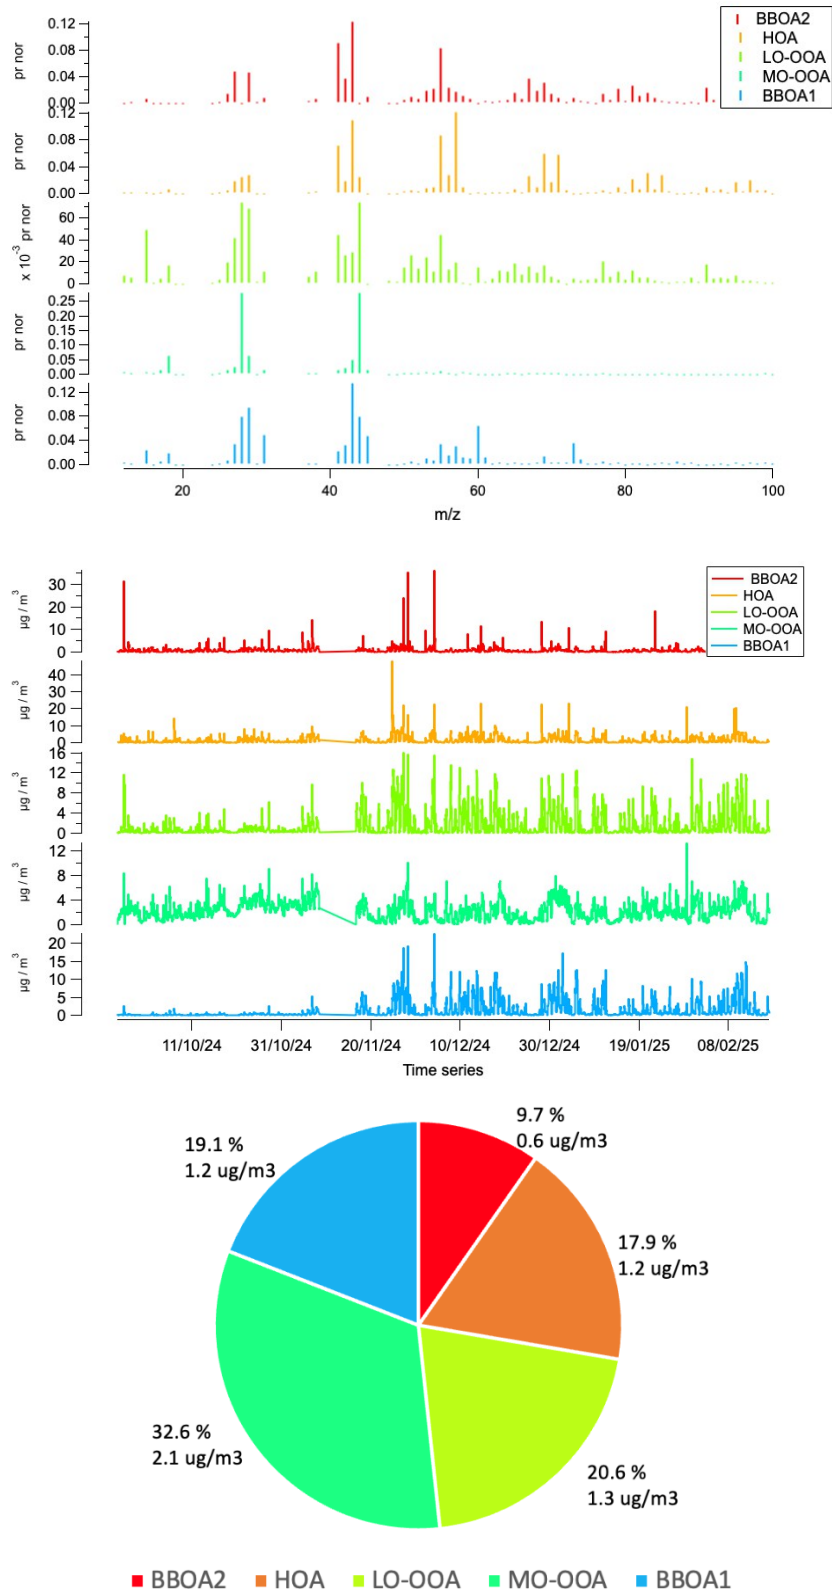 0.12
BBOA2
HOA
LO-OOA
MO-OOA
BBOA1
pr nor
0.08
0.04
0.00
0.12
pr nor
0.08
0.04
0.00
x 10⁻³ pr nor
60
40
20
0
pr nor
0.25
0.20
0.15
0.10
0.05
0.00
pr nor
0.12
0.08
0.04
0.00
20 40 60 80 100
m/z
µg / m³
30
20
10
0
BBOA2
HOA
LO-OOA
MO-OOA
BBOA1
µg / m³
40
30
20
10
0
µg / m³
16
12
8
4
0
µg / m³
12
8
4
0
µg / m³
20
15
10
5
0
11/10/24 31/10/24 20/11/24 10/12/24 30/12/24 19/01/25 08/02/25
Time series
9.7 %
0.6 ug/m3
19.1 %
1.2 ug/m3
17.9 %
1.2 ug/m3
32.6 %
2.1 ug/m3
20.6 %
1.3 ug/m3
BBOA2 HOA LO-OOA MO-OOA BBOA1